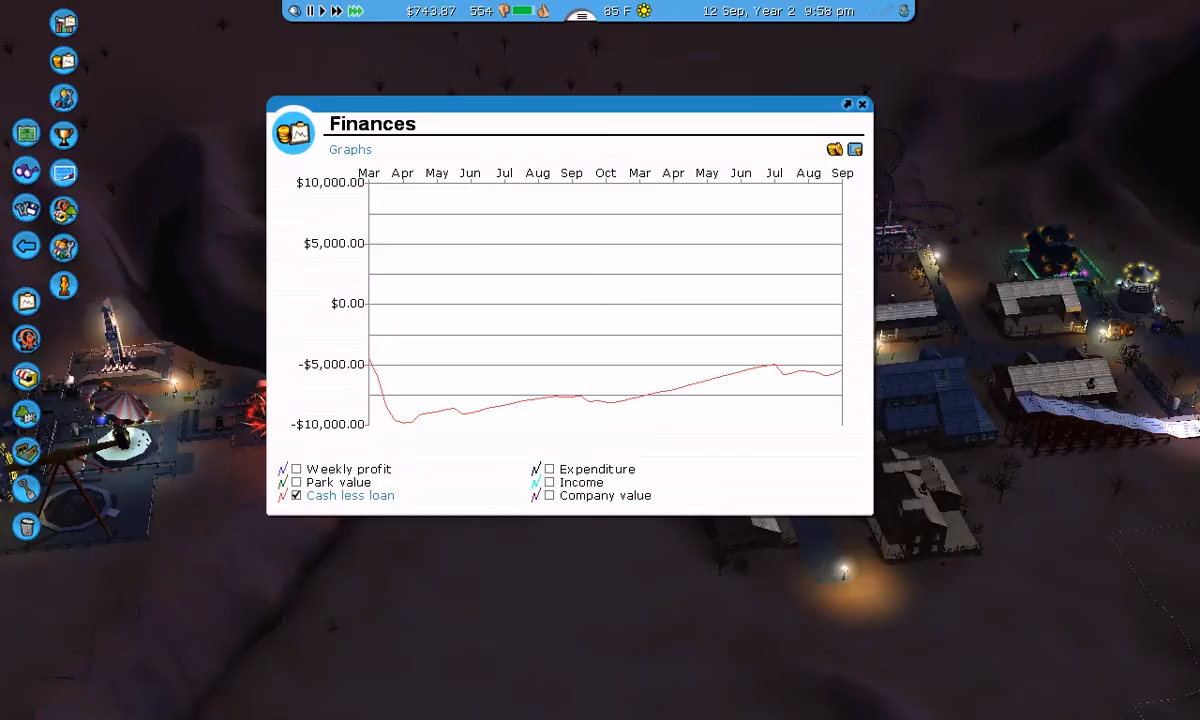 $743.87 554 85 F 12 Sep, Year 2 9:58 pm
Finances
Graphs
Mar Apr May Jun Jul Aug Sep Oct Mar Apr May Jun Jul Aug Sep
$10,000.00
$5,000.00
$0.00
-$5,000.00
-$10,000.00
Weekly profit Expenditure
Park value Income
Cash less loan Company value